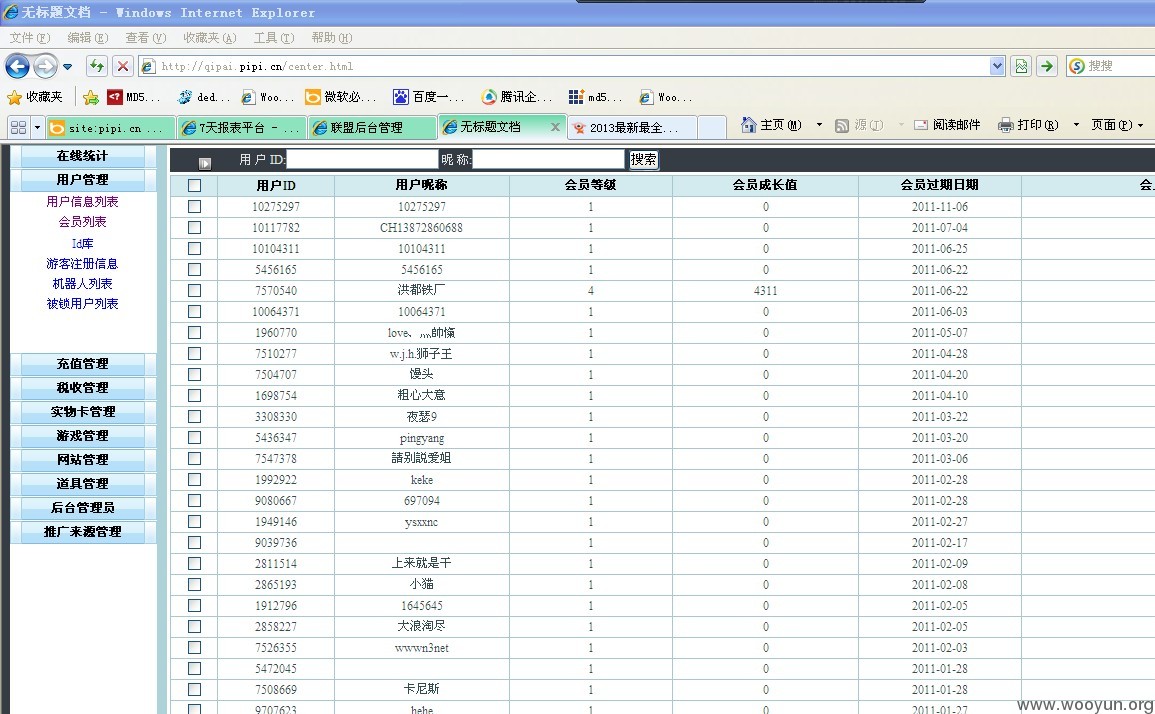 无标题文档 - Windows Internet Explorer
文件(F) 编辑(E) 查看(V) 收藏夹(A) 工具(T) 帮助(H)
http://qipai.pipi.cn/center.html 搜搜
收藏夹 MD5... ded... Woo... 微软必... 百度一... 腾讯企... md5... Woo...
site:pipi.cn ... 7天报表平台 - ... 联盟后台管理 无标题文档 2013最新最全... 主页(M) 源(J) 阅读邮件 打印(R) 页面(P)
在线统计
用户管理
用户信息列表
会员列表
Id库
游客注册信息
机器人列表
被锁用户列表
充值管理
税收管理
实物卡管理
游戏管理
网站管理
道具管理
后台管理员
推广来源管理
用 户 ID: 昵 称: 搜索
用户ID 用户昵称 会员等级 会员成长值 会员过期日期 会
10275297 10275297 1 0 2011-11-06
10117782 CH13872860688 1 0 2011-07-04
10104311 10104311 1 0 2011-06-25
5456165 5456165 1 0 2011-06-22
7570540 洪都铁厂 4 4311 2011-06-22
10064371 10064371 1 0 2011-06-03
1960770 love、灬帥 1 0 2011-05-07
7510277 w.j.h.狮子王 1 0 2011-04-28
7504707 馒头 1 0 2011-04-20
1698754 粗心大意 1 0 2011-04-10
3308330 夜瑟9 1 0 2011-03-22
5436347 pingyang 1 0 2011-03-20
7547378 請别説爱姐 1 0 2011-03-06
1992922 keke 1 0 2011-02-28
9080667 697094 1 0 2011-02-28
1949146 ysxxnc 1 0 2011-02-27
9039736 1 0 2011-02-17
2811514 上来就是干 1 0 2011-02-09
2865193 小猫 1 0 2011-02-08
1912796 1645645 1 0 2011-02-05
2858227 大浪淘尽 1 0 2011-02-05
7526355 wwwn3net 1 0 2011-02-03
5472045 1 0 2011-01-28
7508669 卡尼斯 1 0 2011-01-28
9707623 hehe 1 0 2011-01-27
www.wooyun.org